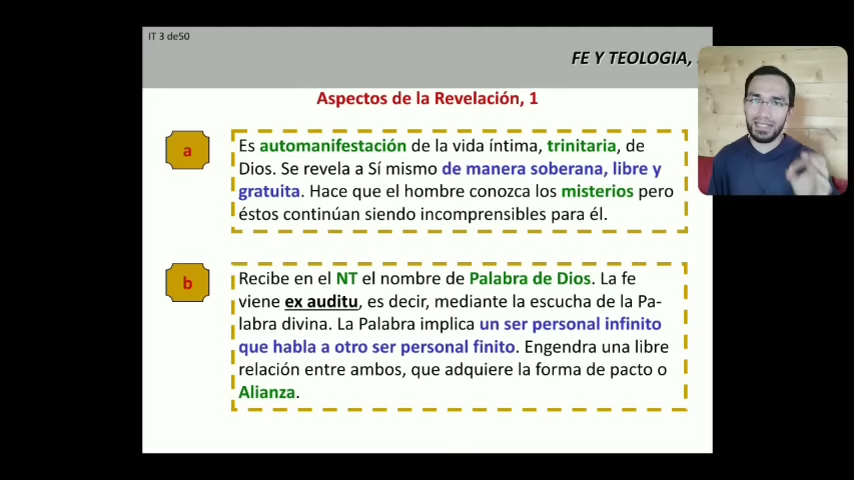 IT 3 de50
FE Y TEOLOGIA,
Aspectos de la Revelación, 1
a
Es automanifestación de la vida íntima, trinitaria, de
Dios. Se revela a Sí mismo de manera soberana, libre y
gratuita. Hace que el hombre conozca los misterios pero
éstos continúan siendo incomprensibles para él.
b
Recibe en el NT el nombre de Palabra de Dios. La fe
viene ex auditu, es decir, mediante la escucha de la Pa-
labra divina. La Palabra implica un ser personal infinito
que habla a otro ser personal finito. Engendra una libre
relación entre ambos, que adquiere la forma de pacto o
Alianza.